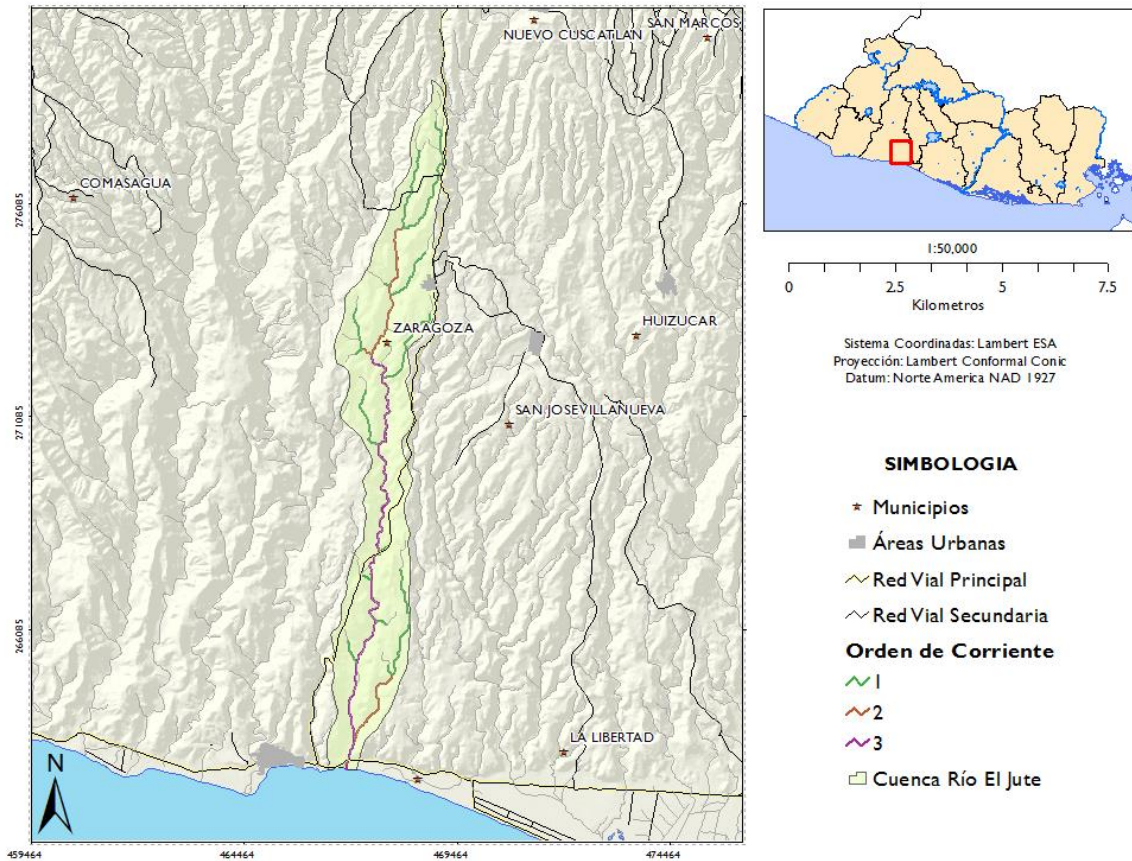 SAN MARCOS
NUEVO CUSCATLAN
COMASAGUA
ZARAGOZA
HUIZUCAR
SAN JOSEVILLANUEVA
LA LIBERTAD
N
276085
271085
266085
459464
464464
469464
474464
1:50,000
0 2.5 5 7.5
Kilometros
Sistema Coordinadas: Lambert ESA
Proyección: Lambert Conformal Conic
Datum: Norte America NAD 1927
SIMBOLOGIA
Municipios
Áreas Urbanas
Red Vial Principal
Red Vial Secundaria
Orden de Corriente
1
2
3
Cuenca Río El Jute